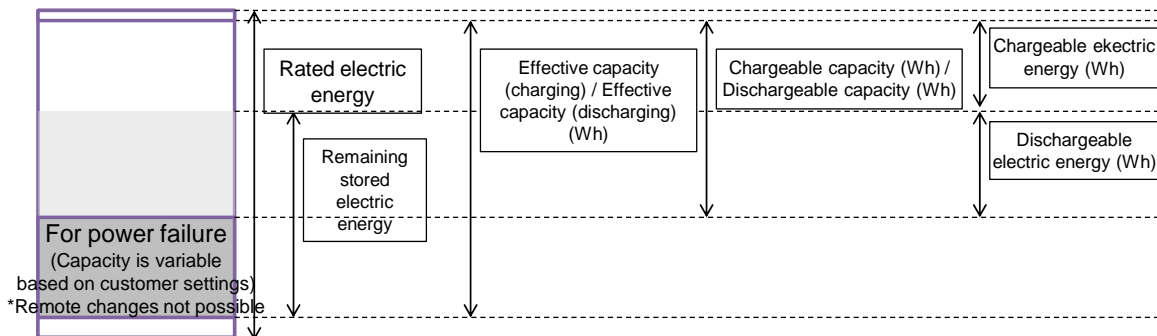 Rated electric
energy
Remaining
stored
electric
energy
Effective capacity
(charging) / Effective
capacity (discharging)
(Wh)
Chargeable capacity (Wh) /
Dischargeable capacity (Wh)
Chargeable ekectric
energy (Wh)
Dischargeable
electric energy (Wh)
For power failure
(Capacity is variable
based on customer settings)
*Remote changes not possible